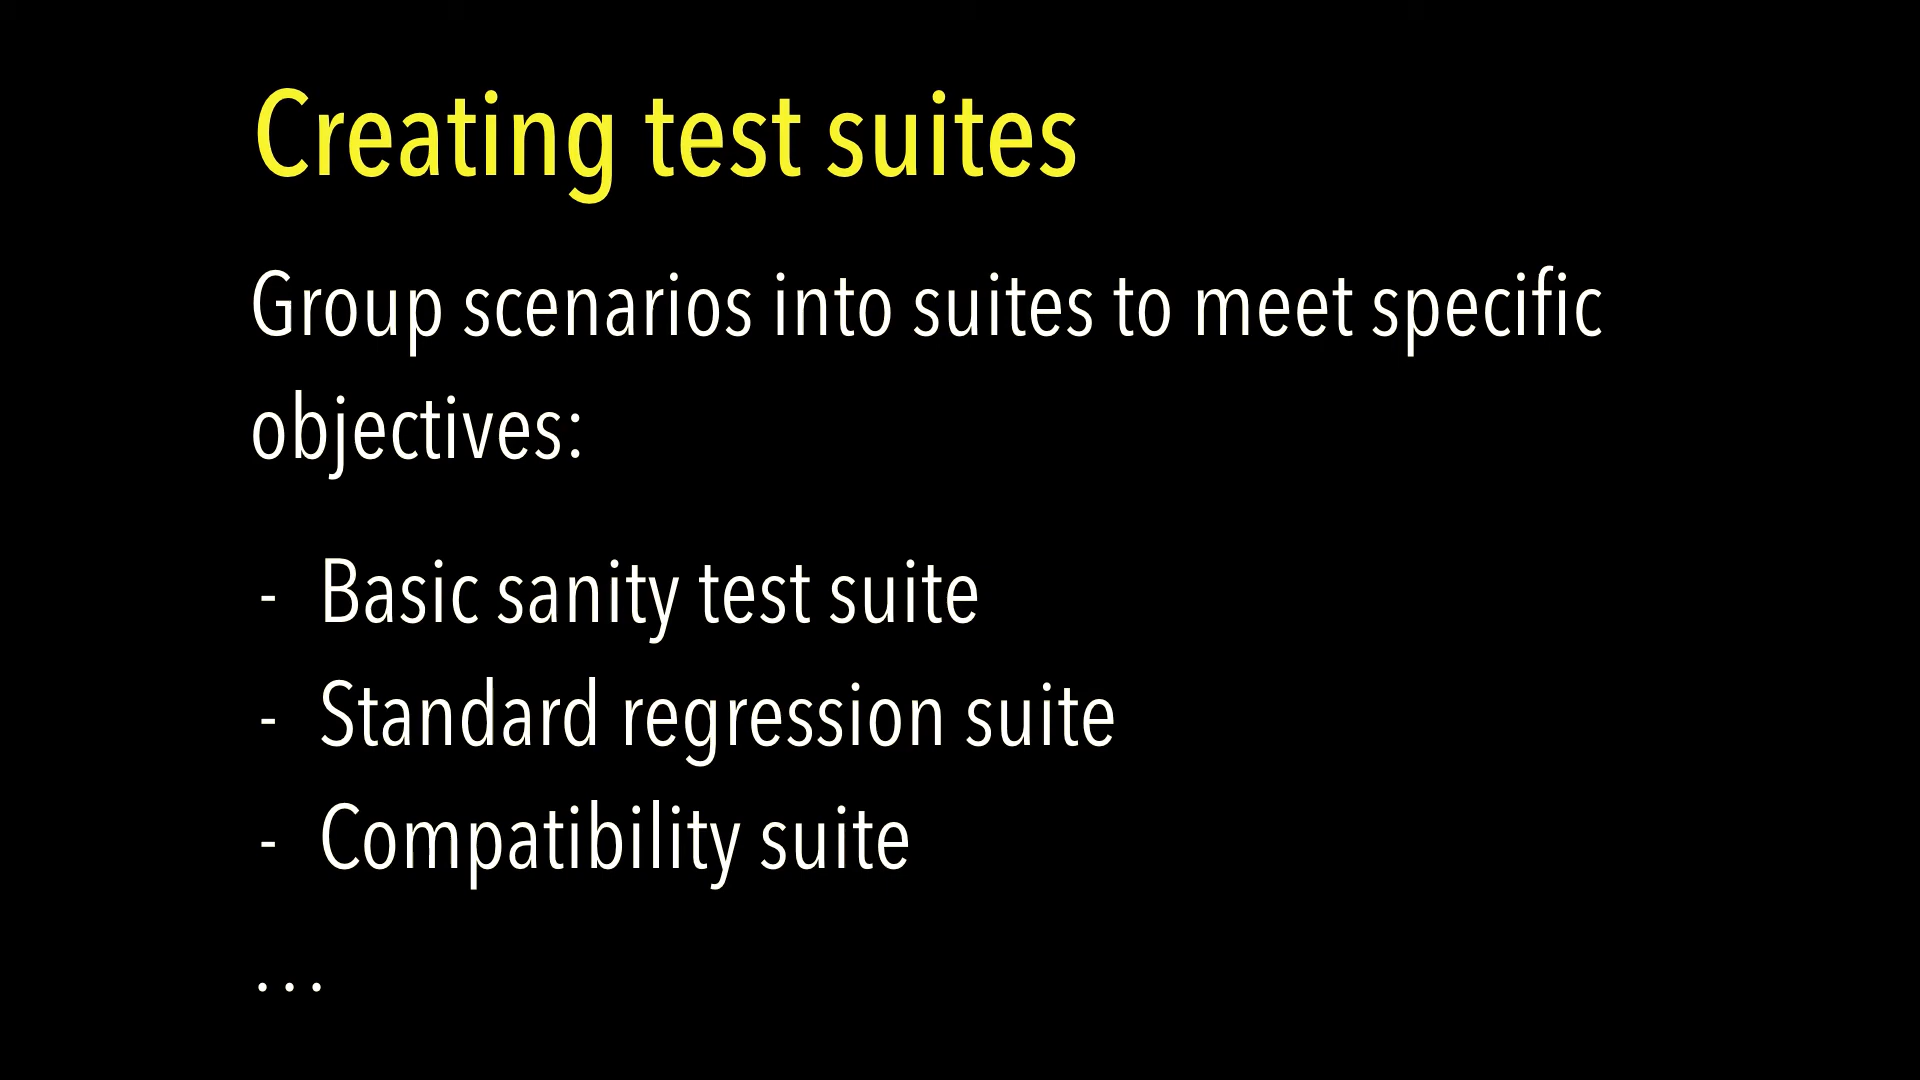 Creating test suites
Group scenarios into suites to meet specific
objectives:
- Basic sanity test suite
- Standard regression suite
- Compatibility suite
...